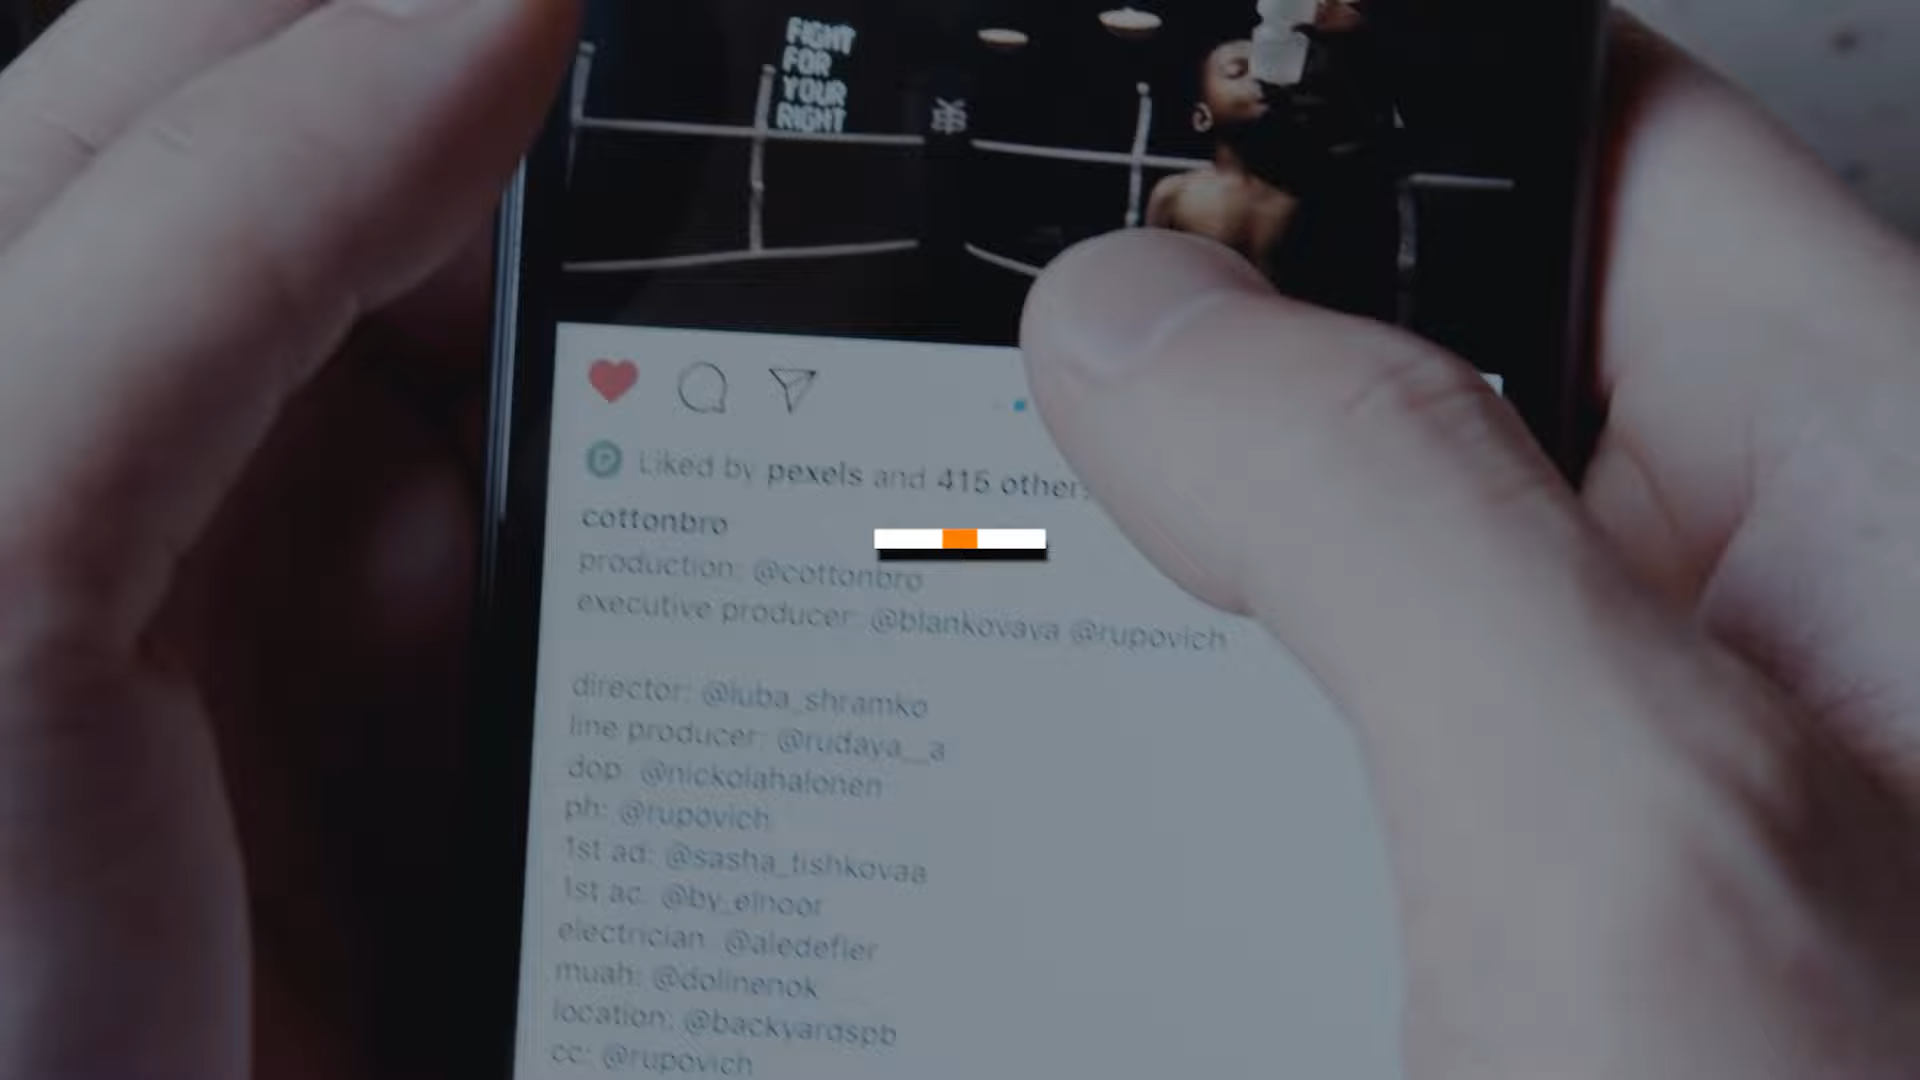 FIGHT
FOR
YOUR
RIGHT
Liked by pexels and 415 others
cottonbro
production: @cottonbro
executive producer: @blankovava @rupovich
director: @luba_shramko
line producer: @rudaya__a
dop: @nickolahalonen
ph: @rupovich
1st ad: @sasha_tishkovaa
1st ac: @by_elnoor
electrician: @aledefier
muah: @dolinenok
location: @backyardspb
cc: @rupovich